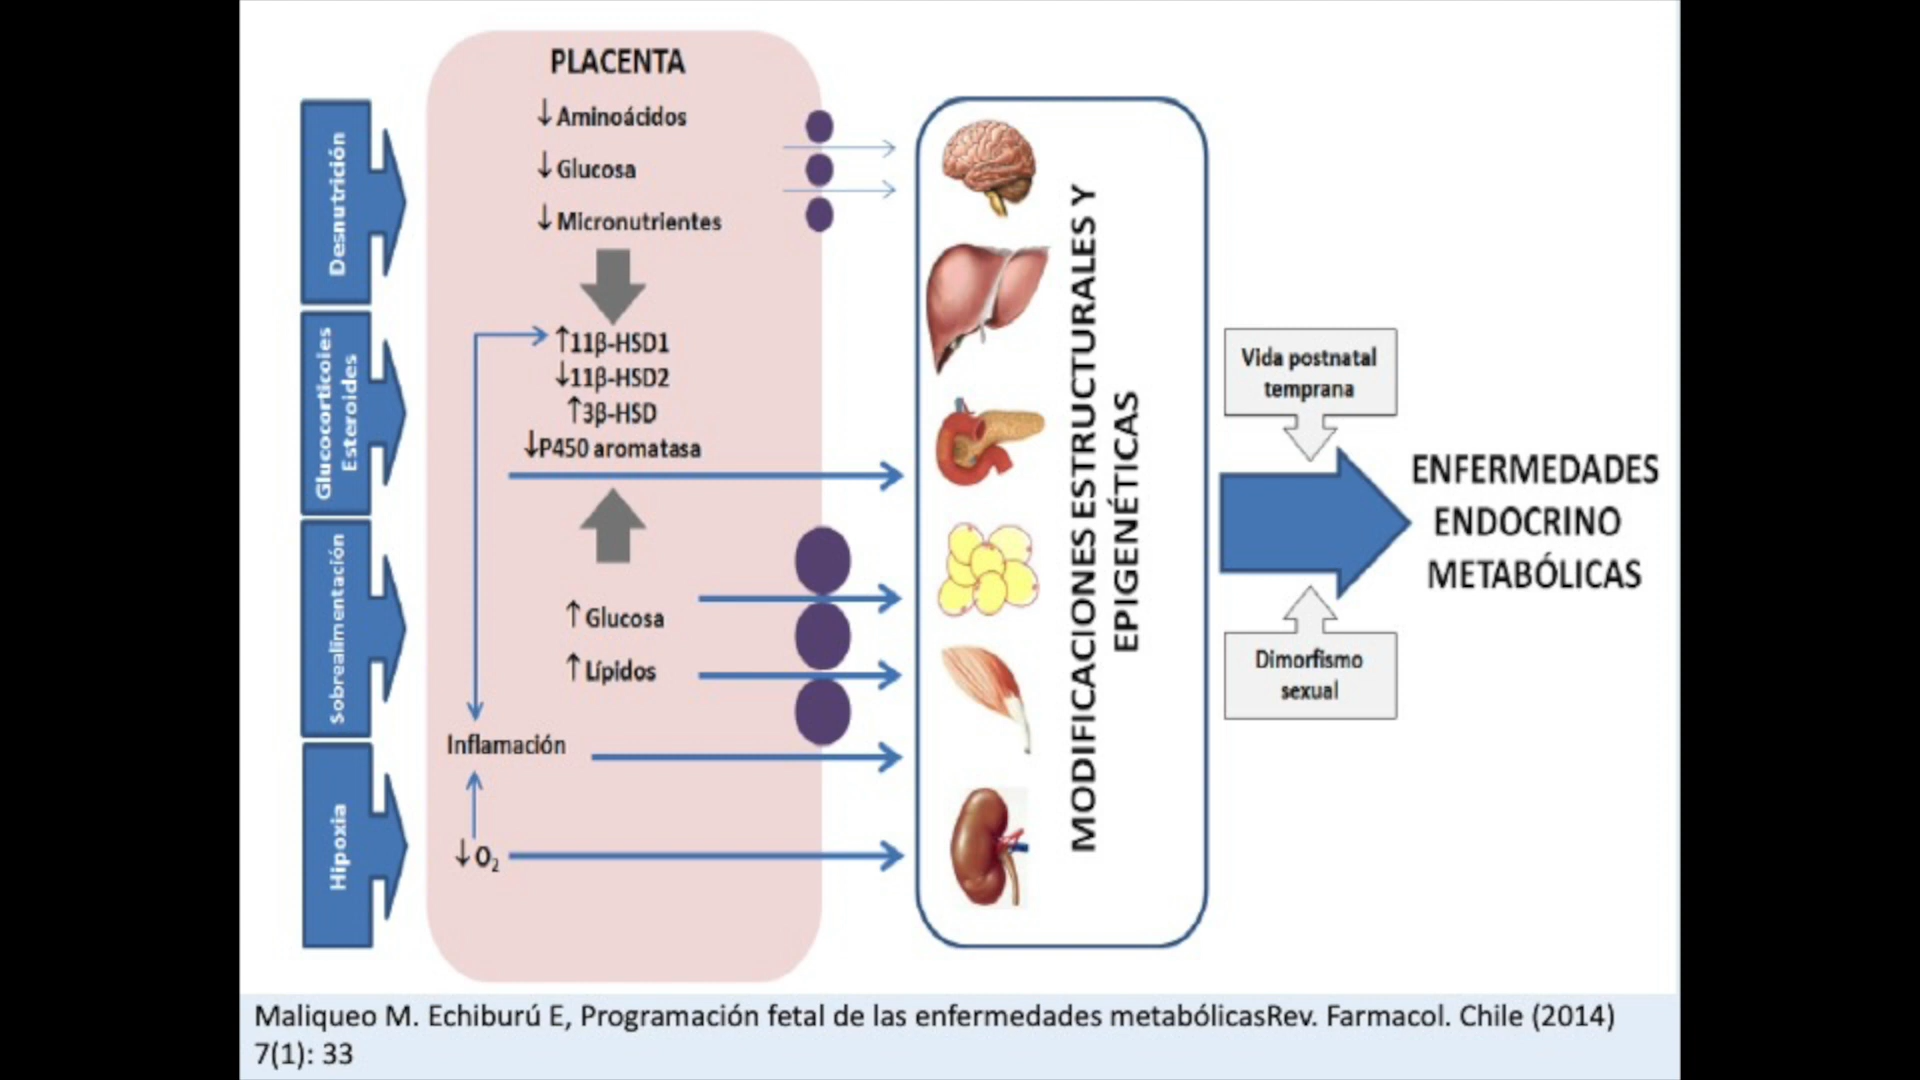 PLACENTA
↓Aminoácidos
↓Glucosa
↓Micronutrientes
↑11β-HSD1
↓11β-HSD2
↑3β-HSD
↓P450 aromatasa
↑Glucosa
↑Lípidos
Inflamación
↓O₂
Desnutrición
Glucocorticoles
Esteroides
Sobrealimentación
Hipoxia
MODIFICACIONES ESTRUCTURALES Y
EPIGENÉTICAS
Vida postnatal
temprana
ENFERMEDADES
ENDOCRINO
METABÓLICAS
Dimorfismo
sexual
Maliqueo M. Echiburú E, Programación fetal de las enfermedades metabólicasRev. Farmacol. Chile (2014)
7(1): 33